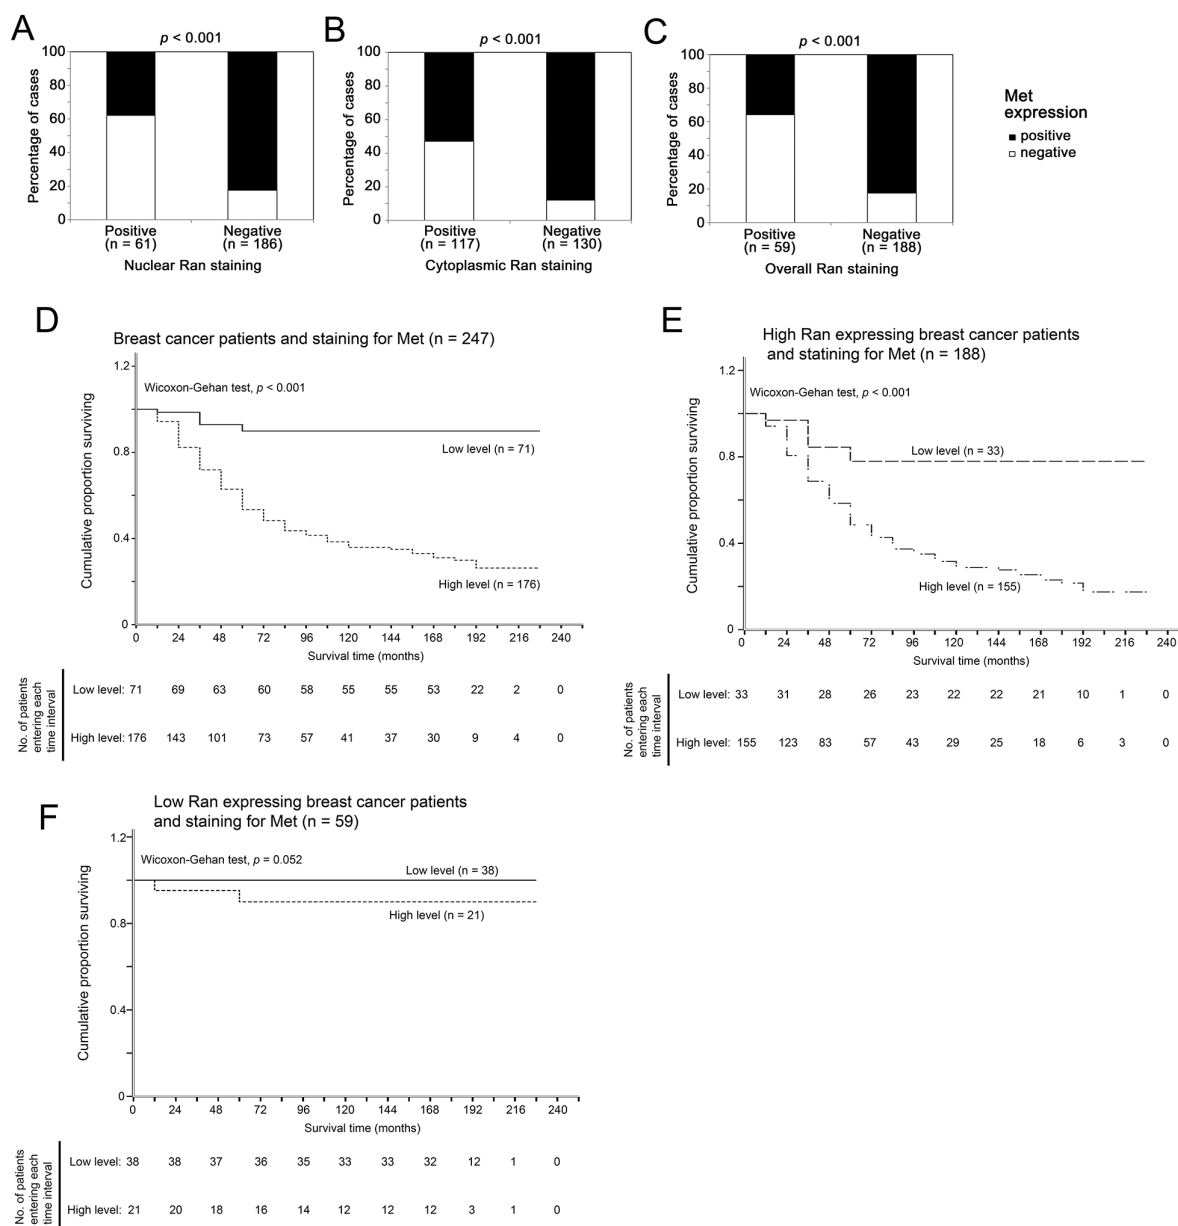 A
p < 0.001
Percentage of cases
100
80
60
40
20
0
Positive
(n = 61)
Negative
(n = 186)
Nuclear Ran staining
B
p < 0.001
Percentage of cases
100
80
60
40
20
0
Positive
(n = 117)
Negative
(n = 130)
Cytoplasmic Ran staining
C
p < 0.001
Percentage of cases
100
80
60
40
20
0
Positive
(n = 59)
Negative
(n = 188)
Overall Ran staining
Met
expression
positive
negative
D
Breast cancer patients and staining for Met (n = 247)
Cumulative proportion surviving
1.2
0.8
0.4
0
Wicoxon-Gehan test, p < 0.001
Low level (n = 71)
High level (n = 176)
0 24 48 72 96 120 144 168 192 216 240
Survival time (months)
No. of patients
entering each
time interval
Low level: 71 69 63 60 58 55 55 53 22 2 0
High level: 176 143 101 73 57 41 37 30 9 4 0
E
High Ran expressing breast cancer patients
and statining for Met (n = 188)
Cumulative proportion surviving
1.2
0.8
0.4
0
Wicoxon-Gehan test, p < 0.001
Low level (n = 33)
High level (n = 155)
0 24 48 72 96 120 144 168 192 216 240
Survival time (months)
No. of patients
entering each
time interval
Low level: 33 31 28 26 23 22 22 21 10 1 0
High level: 155 123 83 57 43 29 25 18 6 3 0
F
Low Ran expressing breast cancer patients
and staining for Met (n = 59)
Cumulative proportion surviving
1.2
0.8
0.4
0
Wicoxon-Gehan test, p = 0.052
Low level (n = 38)
High level (n = 21)
0 24 48 72 96 120 144 168 192 216 240
Survival time (months)
No. of patients
entering each
time interval
Low level: 38 38 37 36 35 33 33 32 12 1 0
High level: 21 20 18 16 14 12 12 12 3 1 0